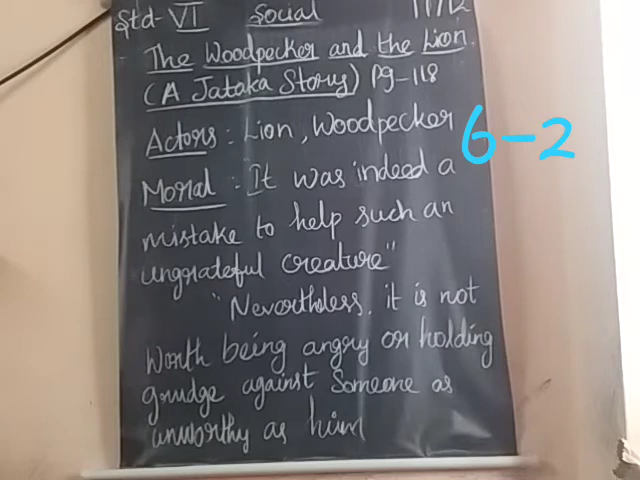 Std- VI Social 11/12
The Woodpecker and the Lion.
(A Jataka Story) Pg-118
Actors : Lion, Woodpecker
6-2
Moral : It was indeed a
mistake to help such an
ungrateful creature"
"Nevertheless, it is not
Worth being angry or holding
grudge against Someone as
unworthy as him